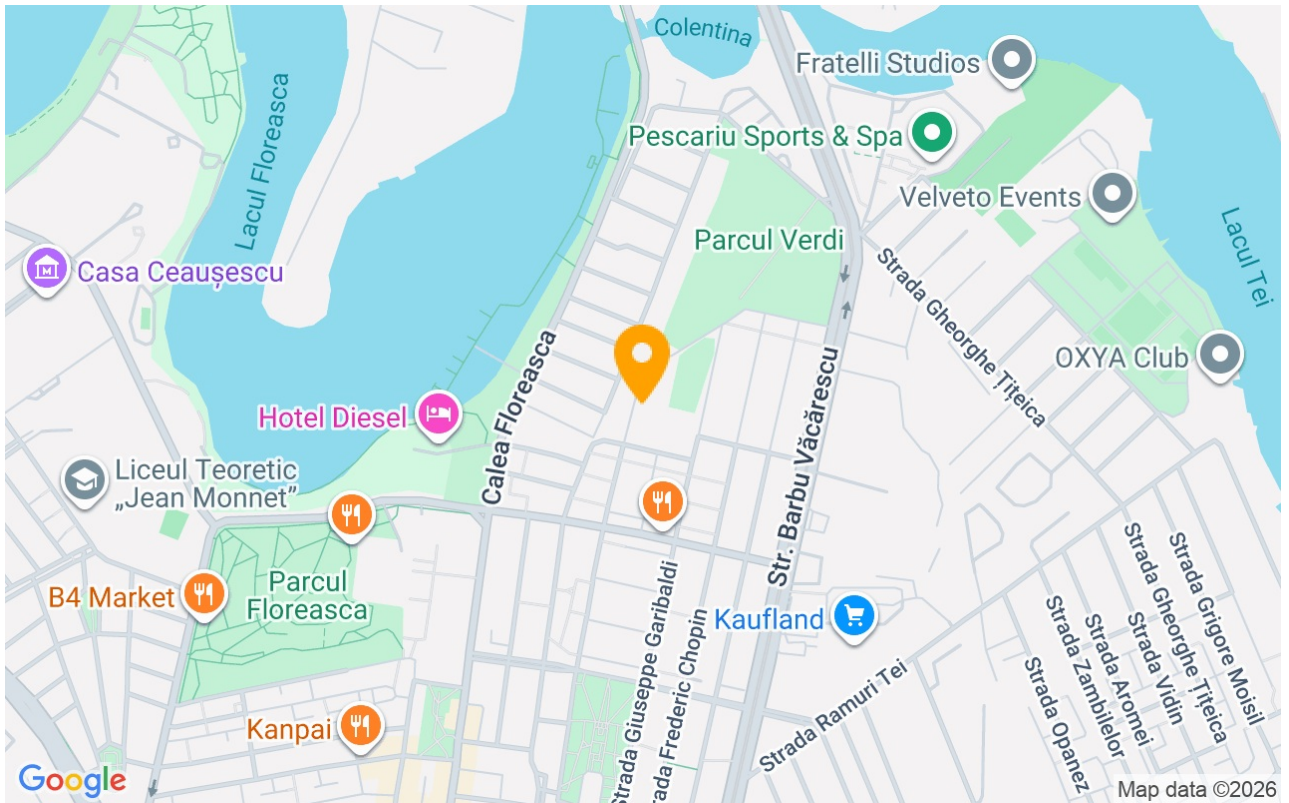 Colentina
Fratelli Studios
Lacul Floreasca
Pescariu Sports & Spa
Velveto Events
Lacul Tei
Parcul Verdi
Casa Ceaușescu
Strada Gheorghe Țițeica
OXYA Club
Calea Floreasca
Str. Barbu Văcărescu
Hotel Diesel
Liceul Teoretic
„Jean Monnet”
Parcul
Floreasca
B4 Market
Kaufland
Strada Giuseppe Garibaldi
rada Frederic Chopin
Strada Ramuri Tei
Strada Grigore Moisil
Strada Gheorghe Țițeica
Strada Vidin
Strada Aromei
Strada Zambilelor
Strada Opanez
Kanpai
Google
Map data ©2026